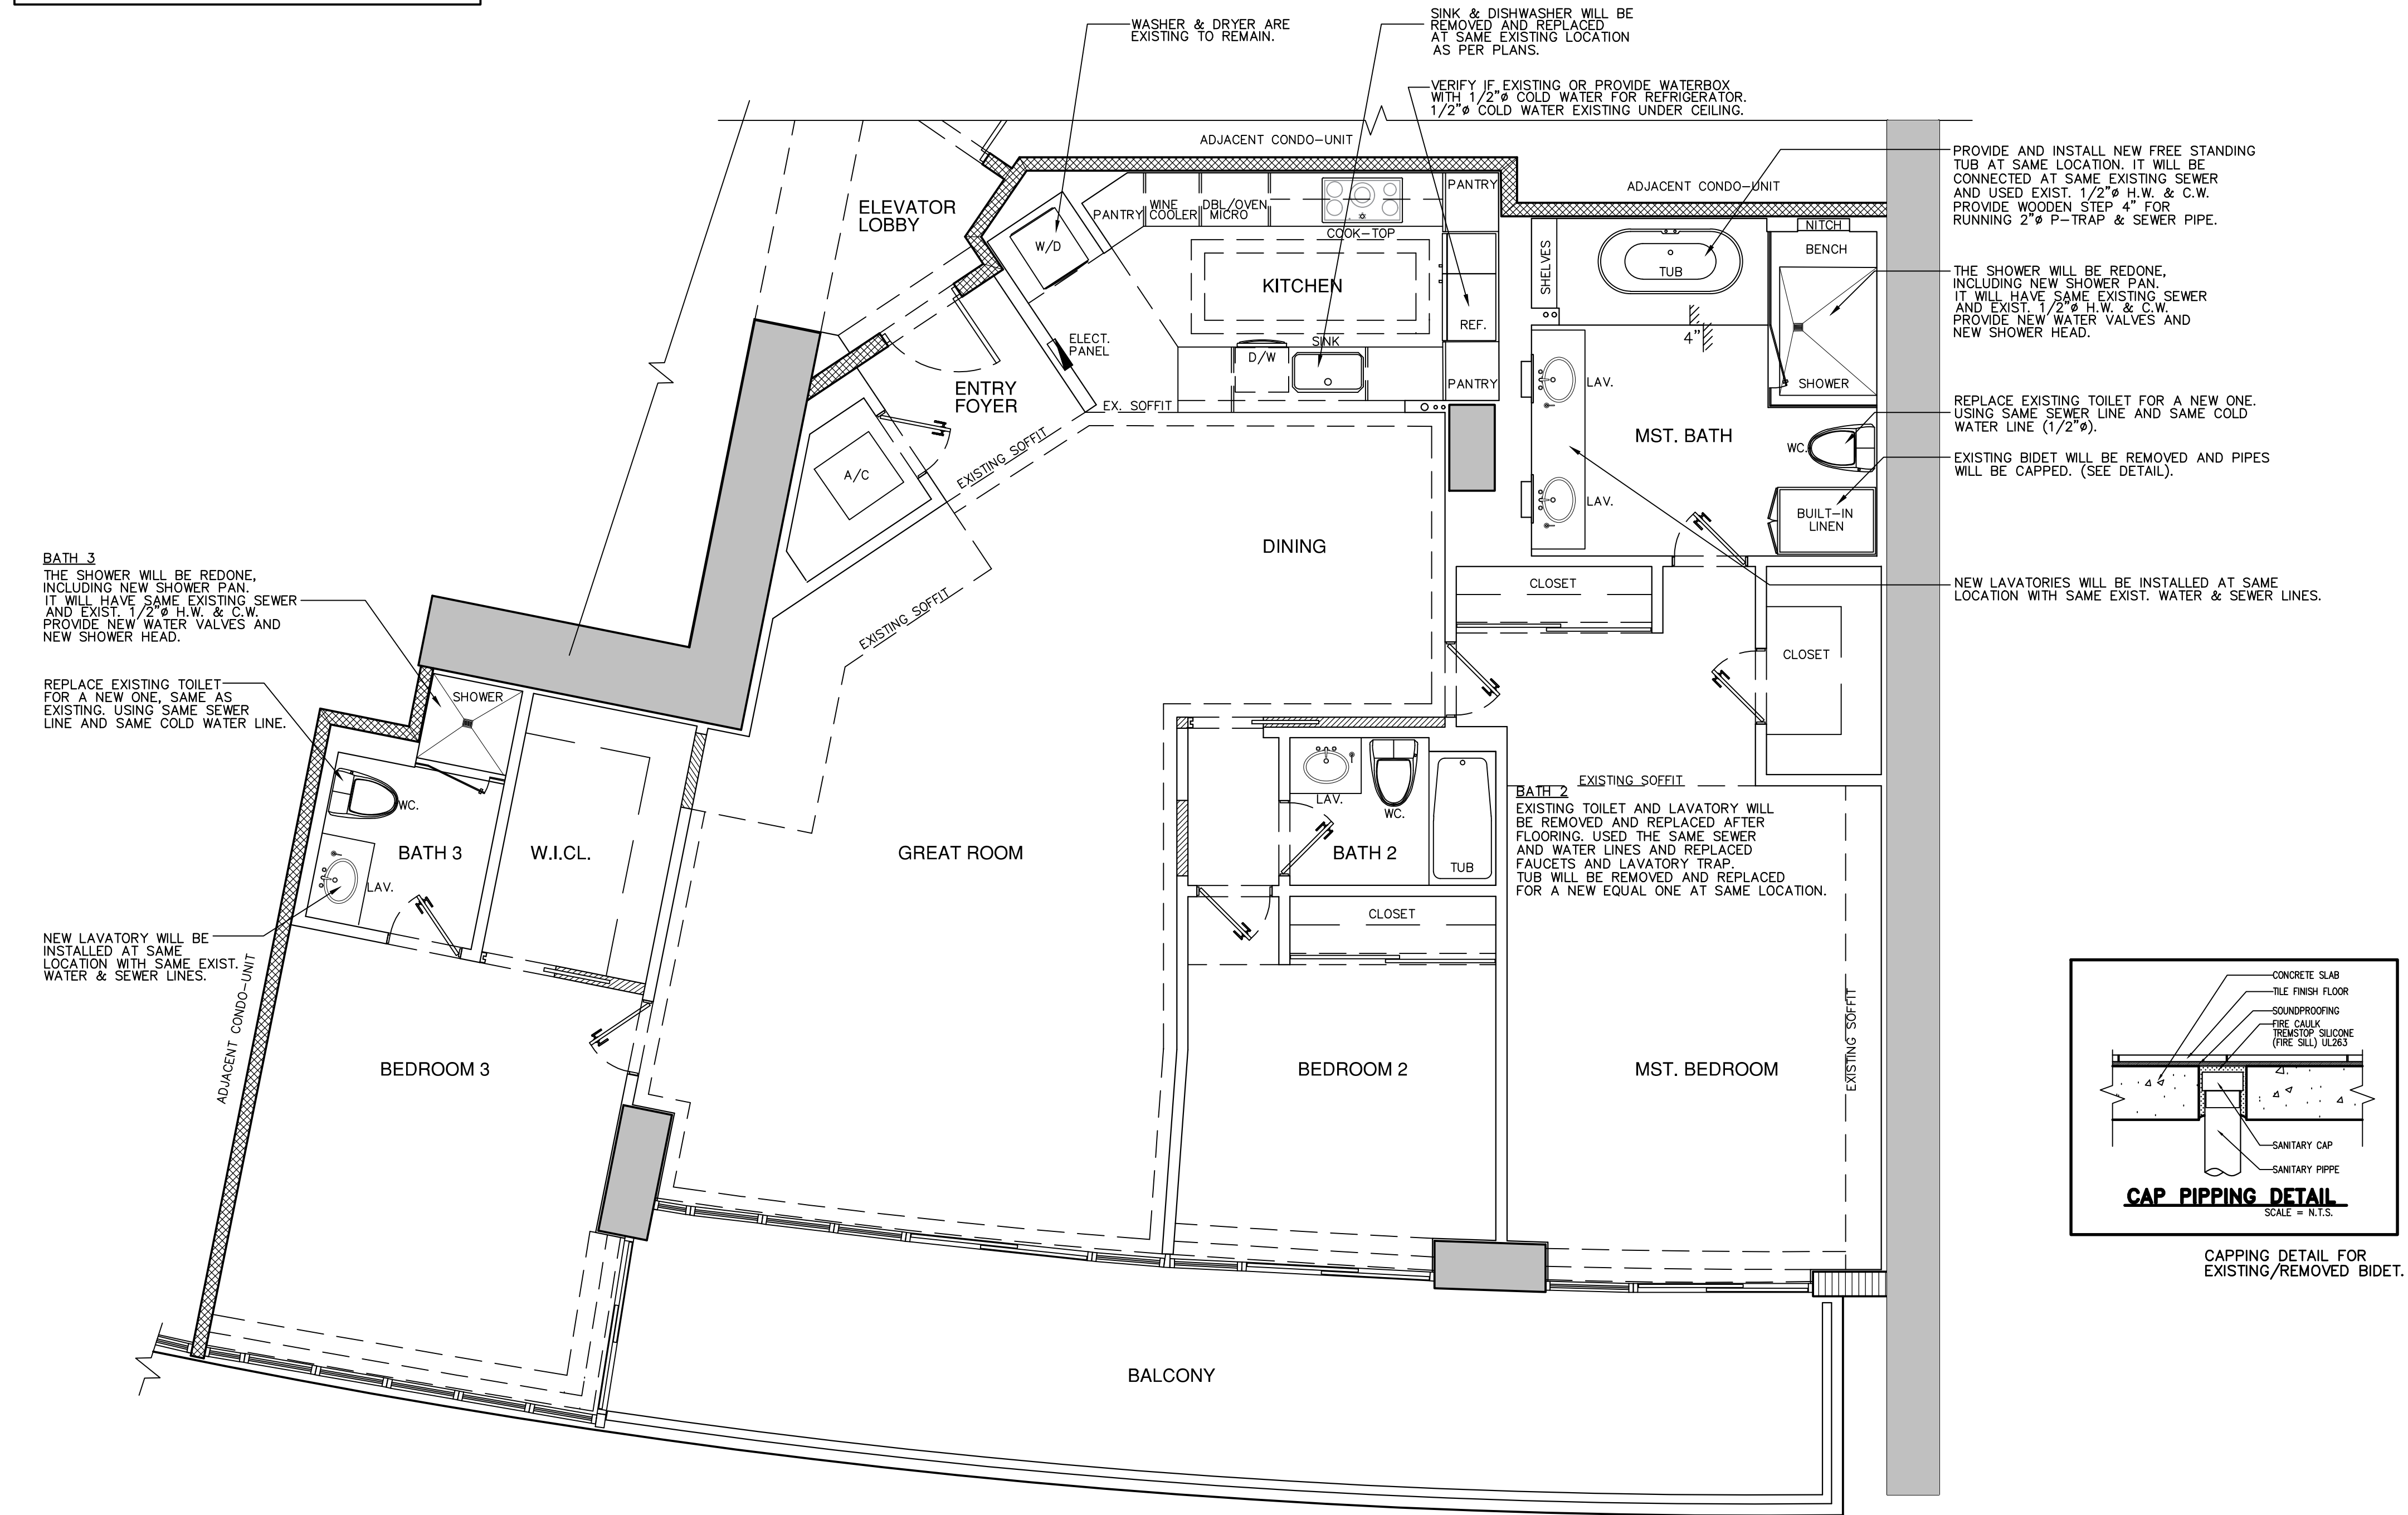 WASHER & DRYER ARE
EXISTING TO REMAIN.
SINK & DISHWASHER WILL BE
REMOVED AND REPLACED
AT SAME EXISTING LOCATION
AS PER PLANS.
VERIFY IF EXISTING OR PROVIDE WATERBOX
WITH 1/2"ø COLD WATER FOR REFRIGERATOR.
1/2"ø COLD WATER EXISTING UNDER CEILING.
ADJACENT CONDO-UNIT
ADJACENT CONDO-UNIT
PROVIDE AND INSTALL NEW FREE STANDING
TUB AT SAME LOCATION. IT WILL BE
CONNECTED AT SAME EXISTING SEWER
AND USED EXIST. 1/2"ø H.W. & C.W.
PROVIDE WOODEN STEP 4" FOR
RUNNING 2"ø P-TRAP & SEWER PIPE.
THE SHOWER WILL BE REDONE,
INCLUDING NEW SHOWER PAN.
IT WILL HAVE SAME EXISTING SEWER
AND EXIST. 1/2"ø H.W. & C.W.
PROVIDE NEW WATER VALVES AND
NEW SHOWER HEAD.
REPLACE EXISTING TOILET FOR A NEW ONE.
USING SAME SEWER LINE AND SAME COLD
WATER LINE (1/2"ø).
EXISTING BIDET WILL BE REMOVED AND PIPES
WILL BE CAPPED. (SEE DETAIL).
NEW LAVATORIES WILL BE INSTALLED AT SAME
LOCATION WITH SAME EXIST. WATER & SEWER LINES.
ELEVATOR
LOBBY
W/D
PANTRY
WINE
COOLER
DBL/OVEN
MICRO
COOK-TOP
PANTRY
KITCHEN
REF.
SINK
D/W
PANTRY
ELECT.
PANEL
ENTRY
FOYER
EX. SOFFIT
EXISTING SOFFIT
A/C
EXISTING SOFFIT
SHELVES
TUB
NITCH
BENCH
4"
SHOWER
LAV.
MST. BATH
WC.
LAV.
BUILT-IN
LINEN
DINING
CLOSET
CLOSET
BATH 3
THE SHOWER WILL BE REDONE,
INCLUDING NEW SHOWER PAN.
IT WILL HAVE SAME EXISTING SEWER
AND EXIST. 1/2"ø H.W. & C.W.
PROVIDE NEW WATER VALVES AND
NEW SHOWER HEAD.
REPLACE EXISTING TOILET
FOR A NEW ONE, SAME AS
EXISTING. USING SAME SEWER
LINE AND SAME COLD WATER LINE.
NEW LAVATORY WILL BE
INSTALLED AT SAME
LOCATION WITH SAME EXIST.
WATER & SEWER LINES.
SHOWER
WC.
BATH 3
LAV.
W.I.CL.
GREAT ROOM
LAV.
WC.
BATH 2
TUB
CLOSET
EXISTING SOFFIT
BATH 2
EXISTING TOILET AND LAVATORY WILL
BE REMOVED AND REPLACED AFTER
FLOORING. USED THE SAME SEWER
AND WATER LINES AND REPLACED
FAUCETS AND LAVATORY TRAP.
TUB WILL BE REMOVED AND REPLACED
FOR A NEW EQUAL ONE AT SAME LOCATION.
ADJACENT CONDO-UNIT
BEDROOM 3
BEDROOM 2
MST. BEDROOM
EXISTING SOFFIT
BALCONY
CONCRETE SLAB
TILE FINISH FLOOR
SOUNDPROOFING
FIRE CAULK
TREMSTOP SILICONE
(FIRE SILL) UL263
SANITARY CAP
SANITARY PIPPE
CAP PIPPING DETAIL
SCALE = N.T.S.
CAPPING DETAIL FOR
EXISTING/REMOVED BIDET.